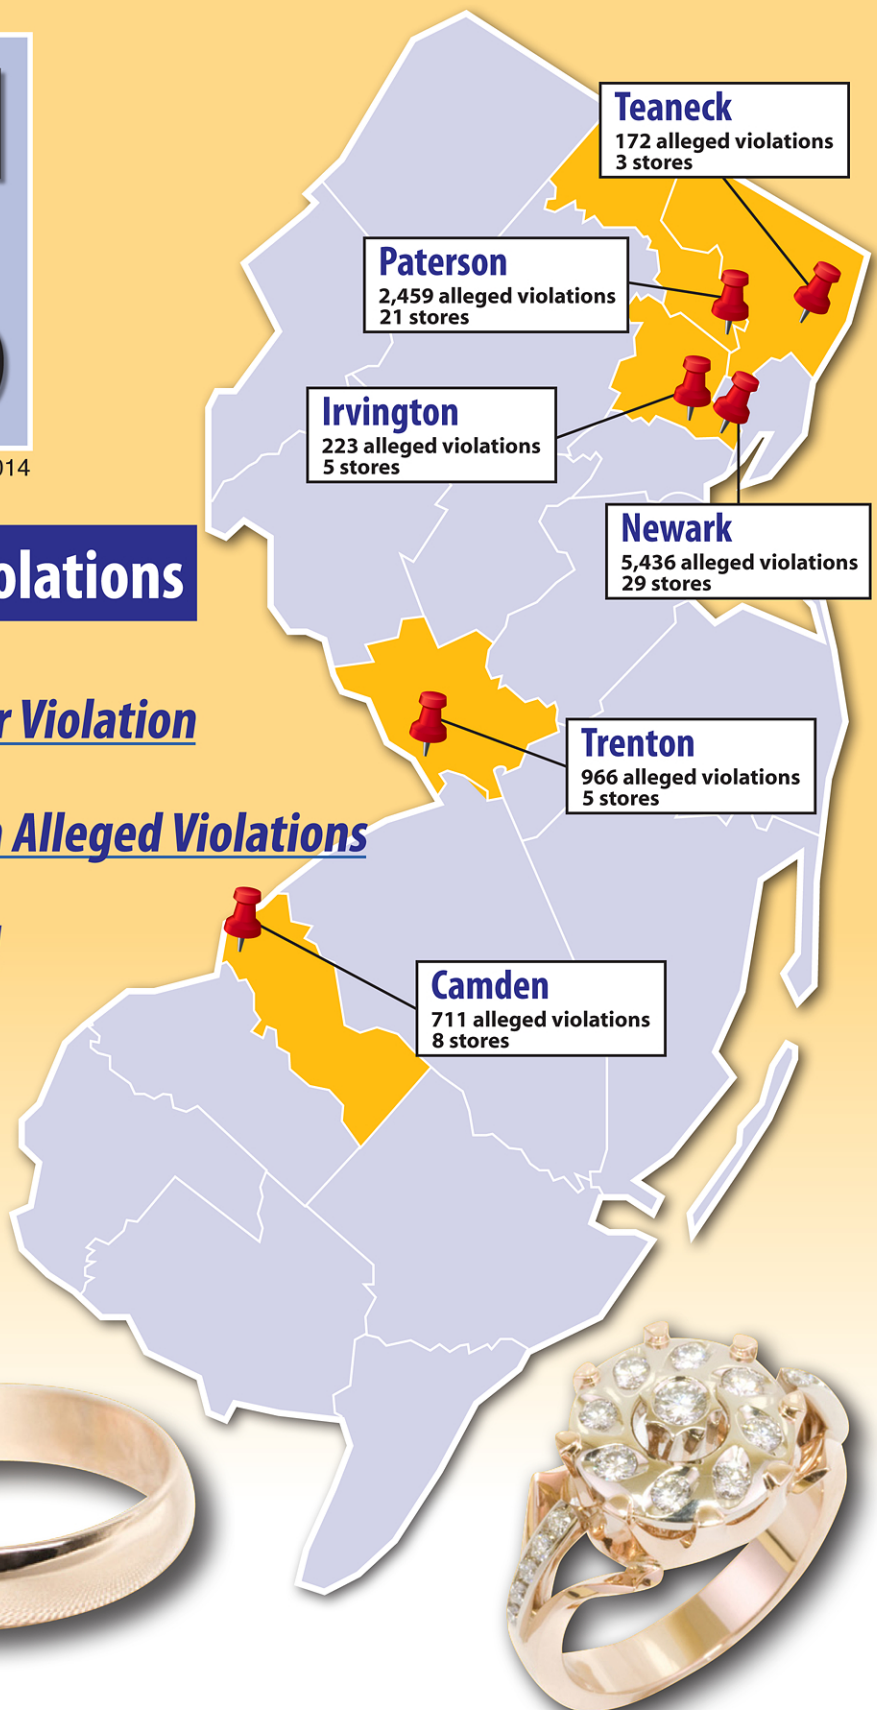 Teaneck
172 alleged violations
3 stores
Paterson
2,459 alleged violations
21 stores
Irvington
223 alleged violations
5 stores
014
Newark
5,436 alleged violations
29 stores
olations
r Violation
Trenton
966 alleged violations
5 stores
Alleged Violations
Camden
711 alleged violations
8 stores